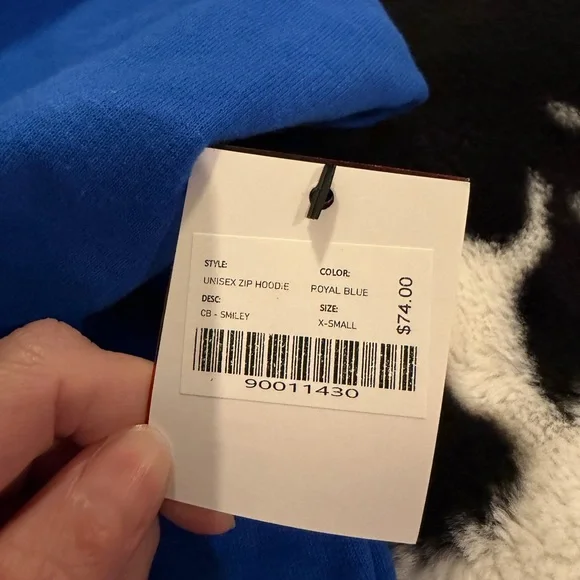 STYLE: COLOR:
UNISEX ZIP HOODIE ROYAL BLUE
DESC: SIZE:
CB - SMILEY X-SMALL
$74.00
90011430